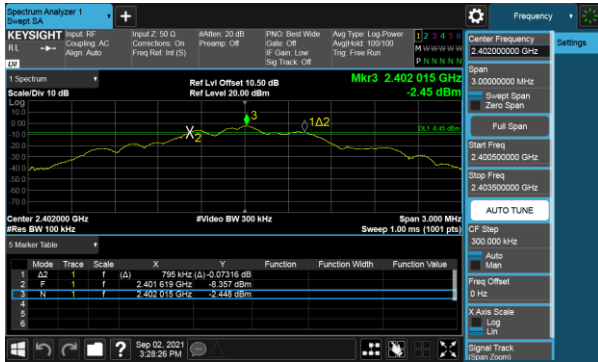 Spectrum Analyzer 1
Swept SA
Frequency
KEYSIGHT
Input: RF
Input Z: 50 Ω
#Atten: 20 dB
PNO: Best Wide
Avg Type: Log-Power
1 2 3 4 5 6
RL
Coupling: AC
Corrections: On
Preamp: Off
Gate: Off
Avg|Hold: 100/100
M W W W W W
Align: Auto
Freq Ref: Int (S)
IF Gain: Low
Trig: Free Run
Sig Track: Off
P N N N N N
LXI
1 Spectrum
Ref Lvl Offset 10.50 dB
Mkr3 2.402 015 GHz
Scale/Div 10 dB
Ref Level 20.00 dBm
-2.45 dBm
Log
10.0
0.00
-10.0
-20.0
-30.0
-40.0
-50.0
-60.0
-70.0
2
3
1Δ2
DL1 -8.45 dBm
Center 2.402000 GHz
#Video BW 300 kHz
Span 3.000 MHz
#Res BW 100 kHz
Sweep 1.00 ms (1001 pts)
5 Marker Table
Mode Trace Scale X Y Function Function Width Function Value
1 Δ2 1 f (Δ) 795 kHz (Δ) -0.07316 dB
2 F 1 f 2.401 619 GHz -8.357 dBm
3 N 1 f 2.402 015 GHz -2.448 dBm
4
5
6
Sep 02, 2021
3:28:26 PM
Center Frequency
2.402000000 GHz
Settings
Span
3.00000000 MHz
Swept Span
Zero Span
Full Span
Start Freq
2.400500000 GHz
Stop Freq
2.403500000 GHz
AUTO TUNE
CF Step
300.000 kHz
Auto
Man
Freq Offset
0 Hz
X Axis Scale
Log
Lin
Signal Track
(Span Zoom)